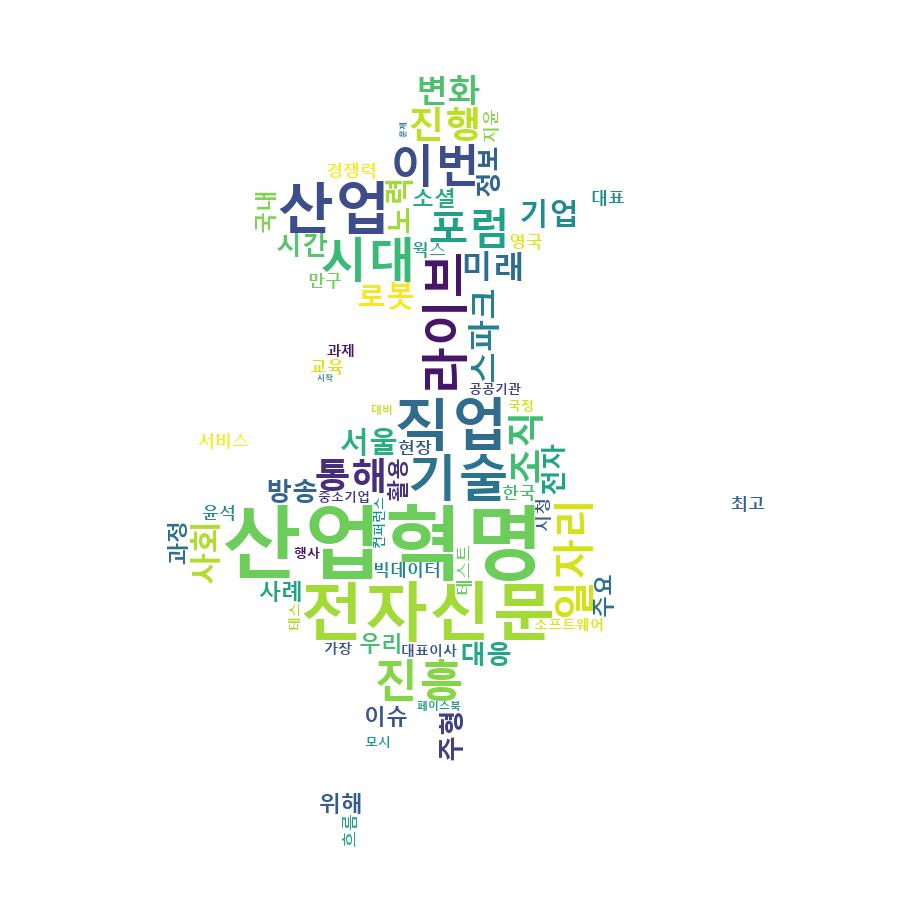 변화
진행
지윤
문제
이번
정보
경쟁력
산업
노력
소셜
국내
포럼
기업
대표
시간
시대
웍스
영국
만구
로봇
미래
라이브
스파크
과제
교육
시작
공공기관
대비
직업
국정
조직
서비스
서울
현장
전자
통해
활용
기술
방송
중소기업
한국
최고
윤석
컨퍼런스
시청
과정
사회
산업혁명
일자리
행사
빅데이터
테스트
사례
주요
테스
전자신문
소프트웨어
가장
우리
대표이사
대응
진흥
이슈
페이스북
주형
모시
위해
흐름